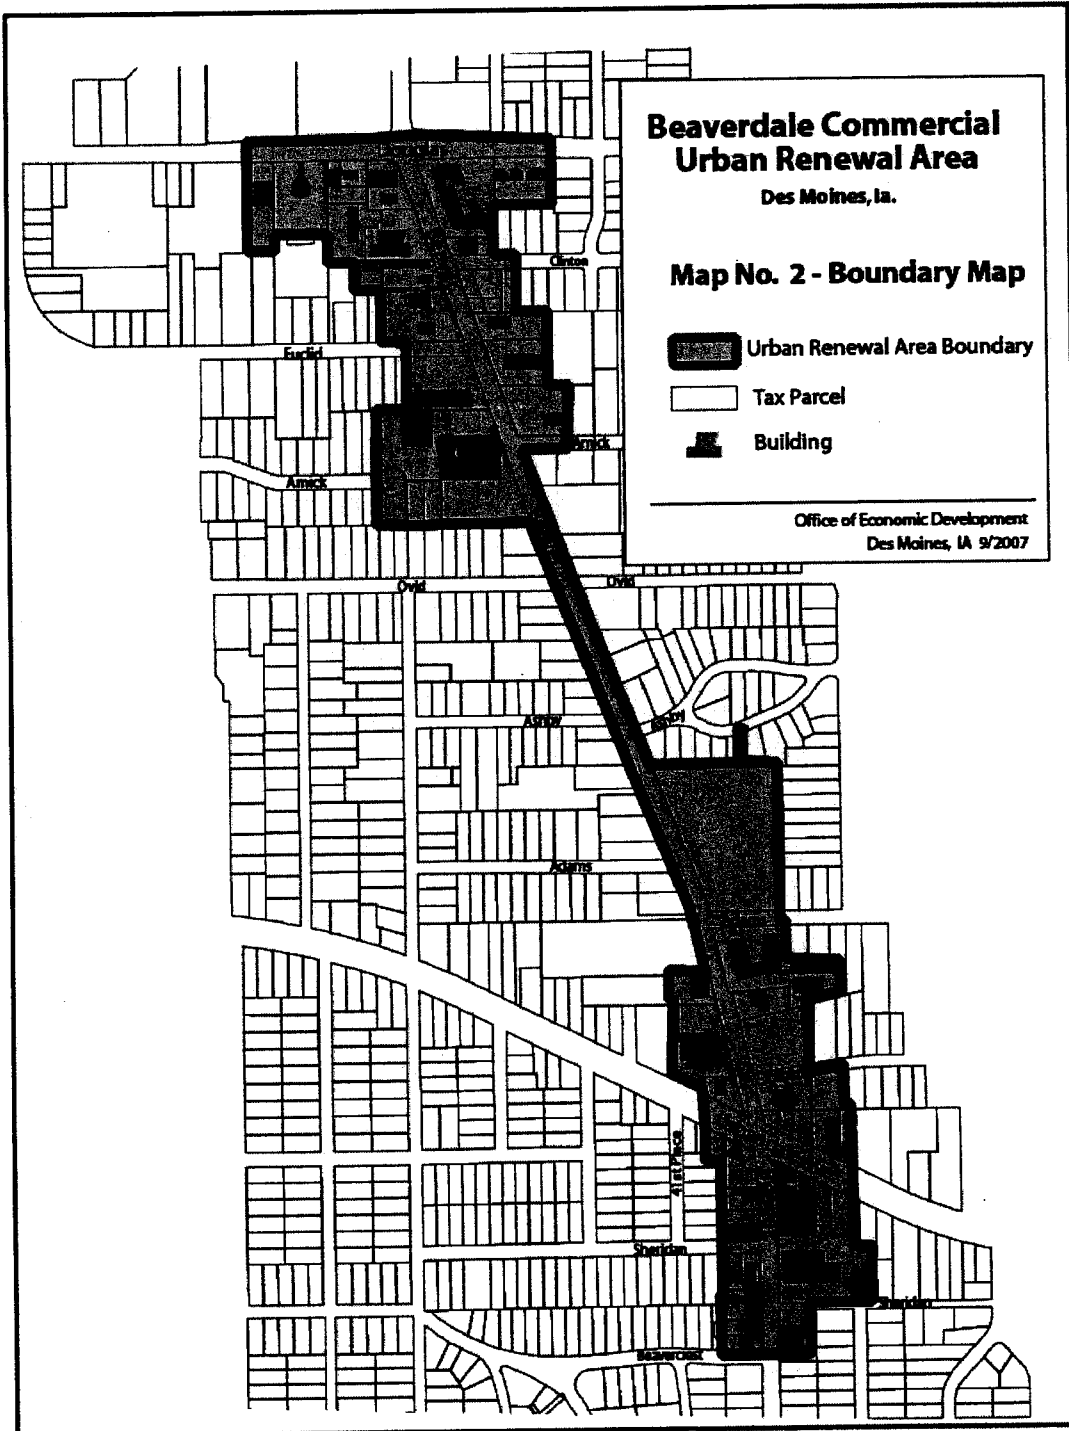 Beaverdale Commercial
Urban Renewal Area
Des Moines, Ia.
Map No. 2 - Boundary Map
Urban Renewal Area Boundary
Tax Parcel
Building
Office of Economic Development
Des Moines, IA 9/2007
Clinton
Euclid
Amick
Amick
Ovid
Ovid
Ashby
Ashby
Adams
41st Place
Sheridan
Sheridan
Beavercrest